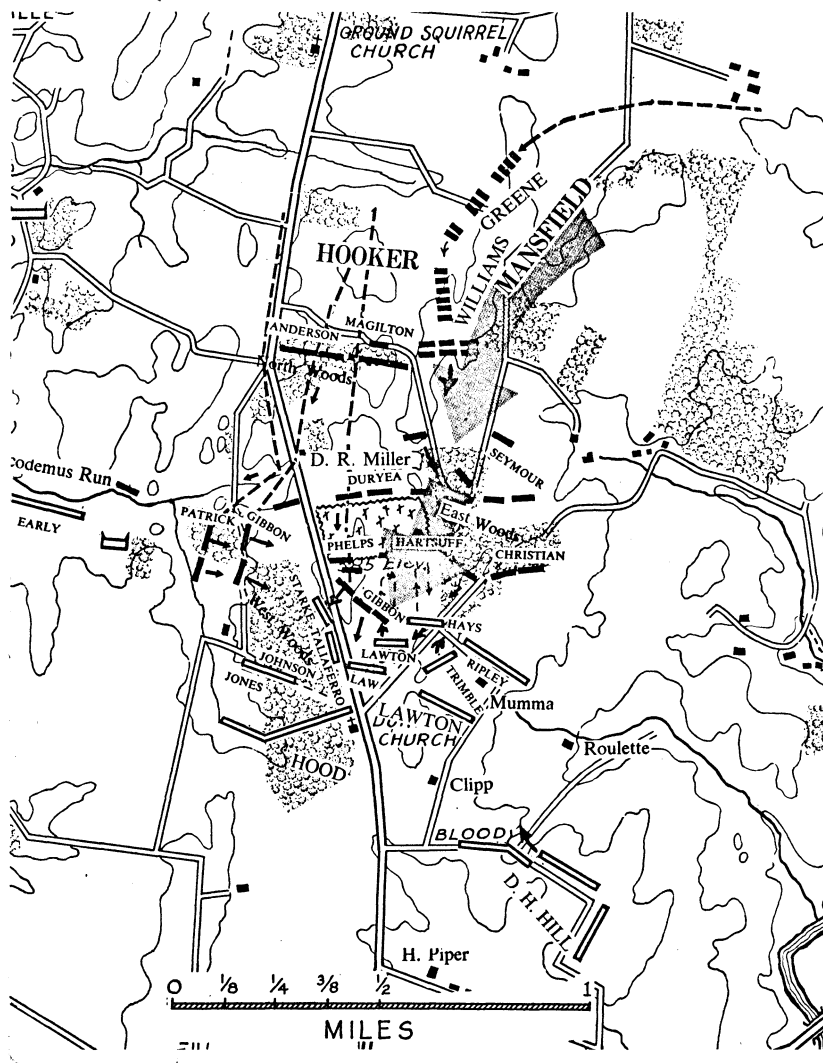 VILLE
GROUND SQUIRREL
CHURCH
GREENE
MANSFIELD
WILLIAMS
HOOKER
MAGILTON
ANDERSON
North Woods
D. R. Miller
SEYMOUR
codemus Run
DURYEA
EARLY
PATRICK
GIBBON
East Woods
PHELPS
HARTSUFF
CHRISTIAN
GIBBON
STARKE
TALIAFERRO
West Woods
HAYS
LAWTON
RIPLEY
JOHNSON
JONES
LAW
TRIMBLE
Mumma
LAWTON
CHURCH
HOOD
Roulette
Clipp
BLOODY
D. H. HILL
H. Piper
0 1/8 1/4 3/8 1/2 1
MILES